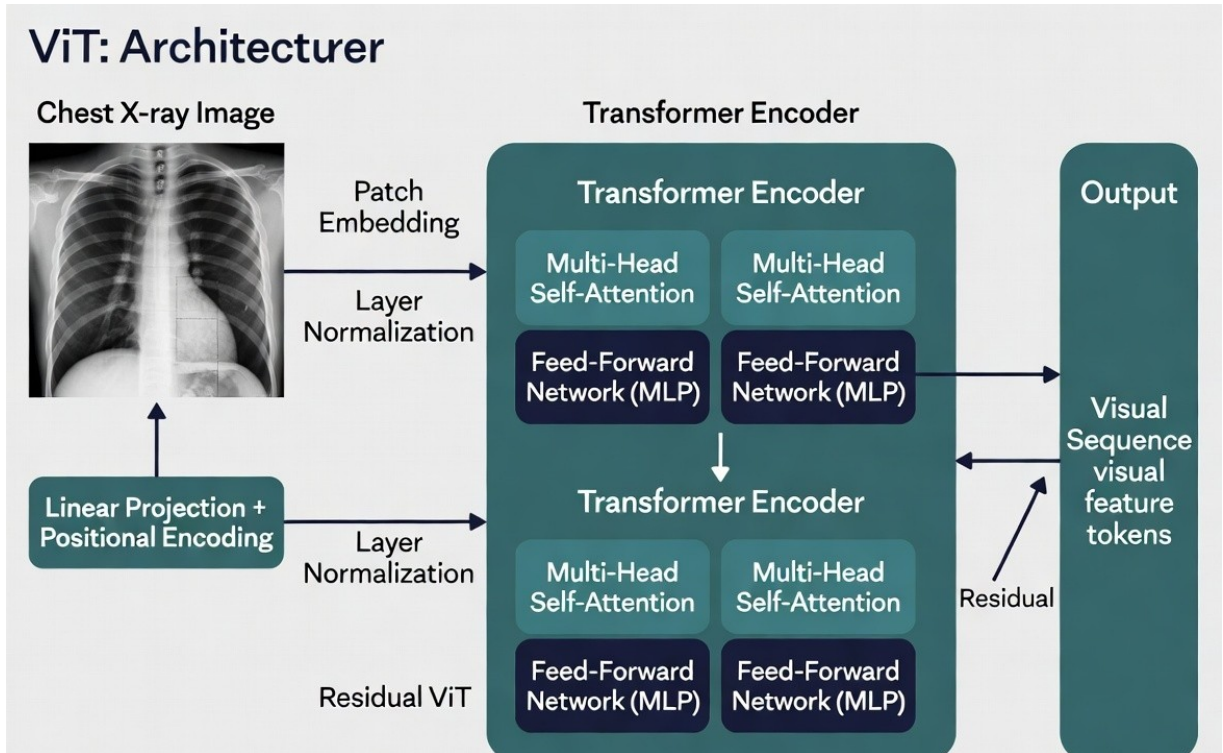 ViT: Architecturer
Chest X-ray Image
Patch
Embedding
Layer
Normalization
Linear Projection +
Positional Encoding
Layer
Normalization
Residual ViT
Transformer Encoder
Transformer Encoder
Multi-Head
Self-Attention
Multi-Head
Self-Attention
Feed-Forward
Network (MLP)
Feed-Forward
Network (MLP)
Transformer Encoder
Multi-Head
Self-Attention
Multi-Head
Self-Attention
Feed-Forward
Network (MLP)
Feed-Forward
Network (MLP)
Residual
Output
Visual
Sequence
visual
feature
tokens